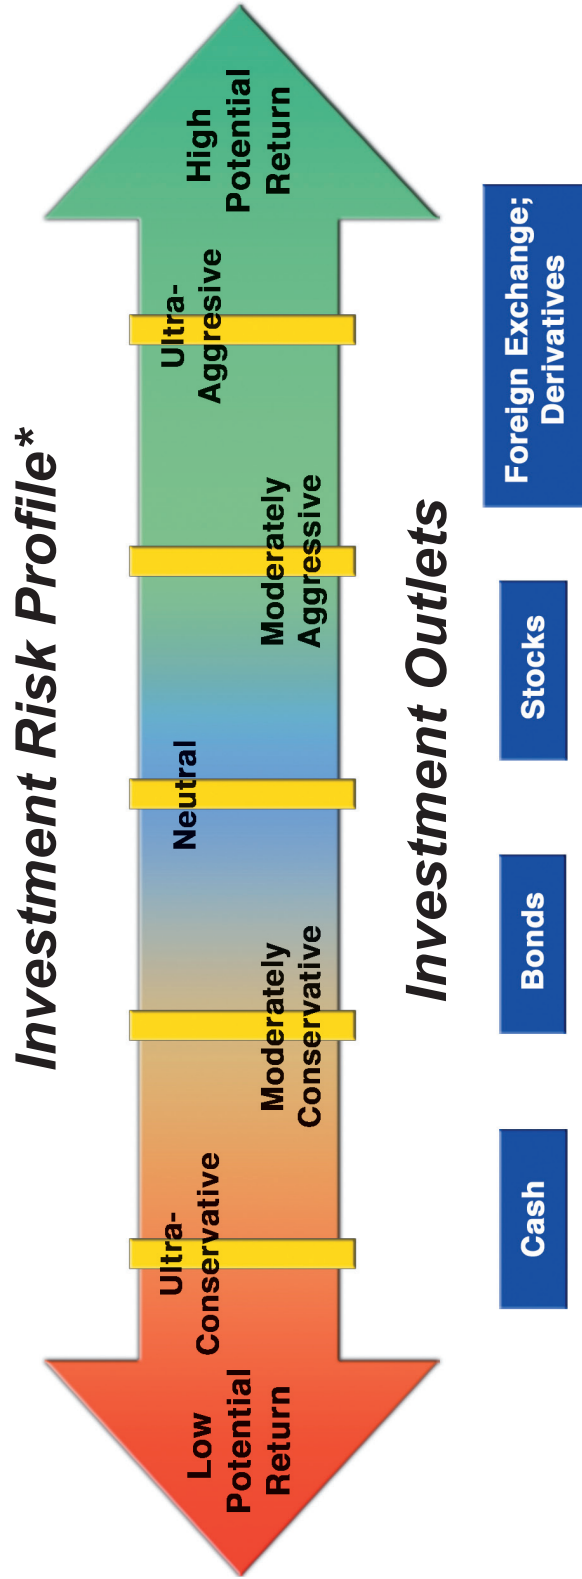 Investment Risk Profile*
Low
Potential
Return
Ultra-
Conservative
Moderately
Conservative
Neutral
Moderately
Aggressive
Ultra-
Aggresive
High
Potential
Return
Investment Outlets
Cash
Bonds
Stocks
Foreign Exchange;
Derivatives